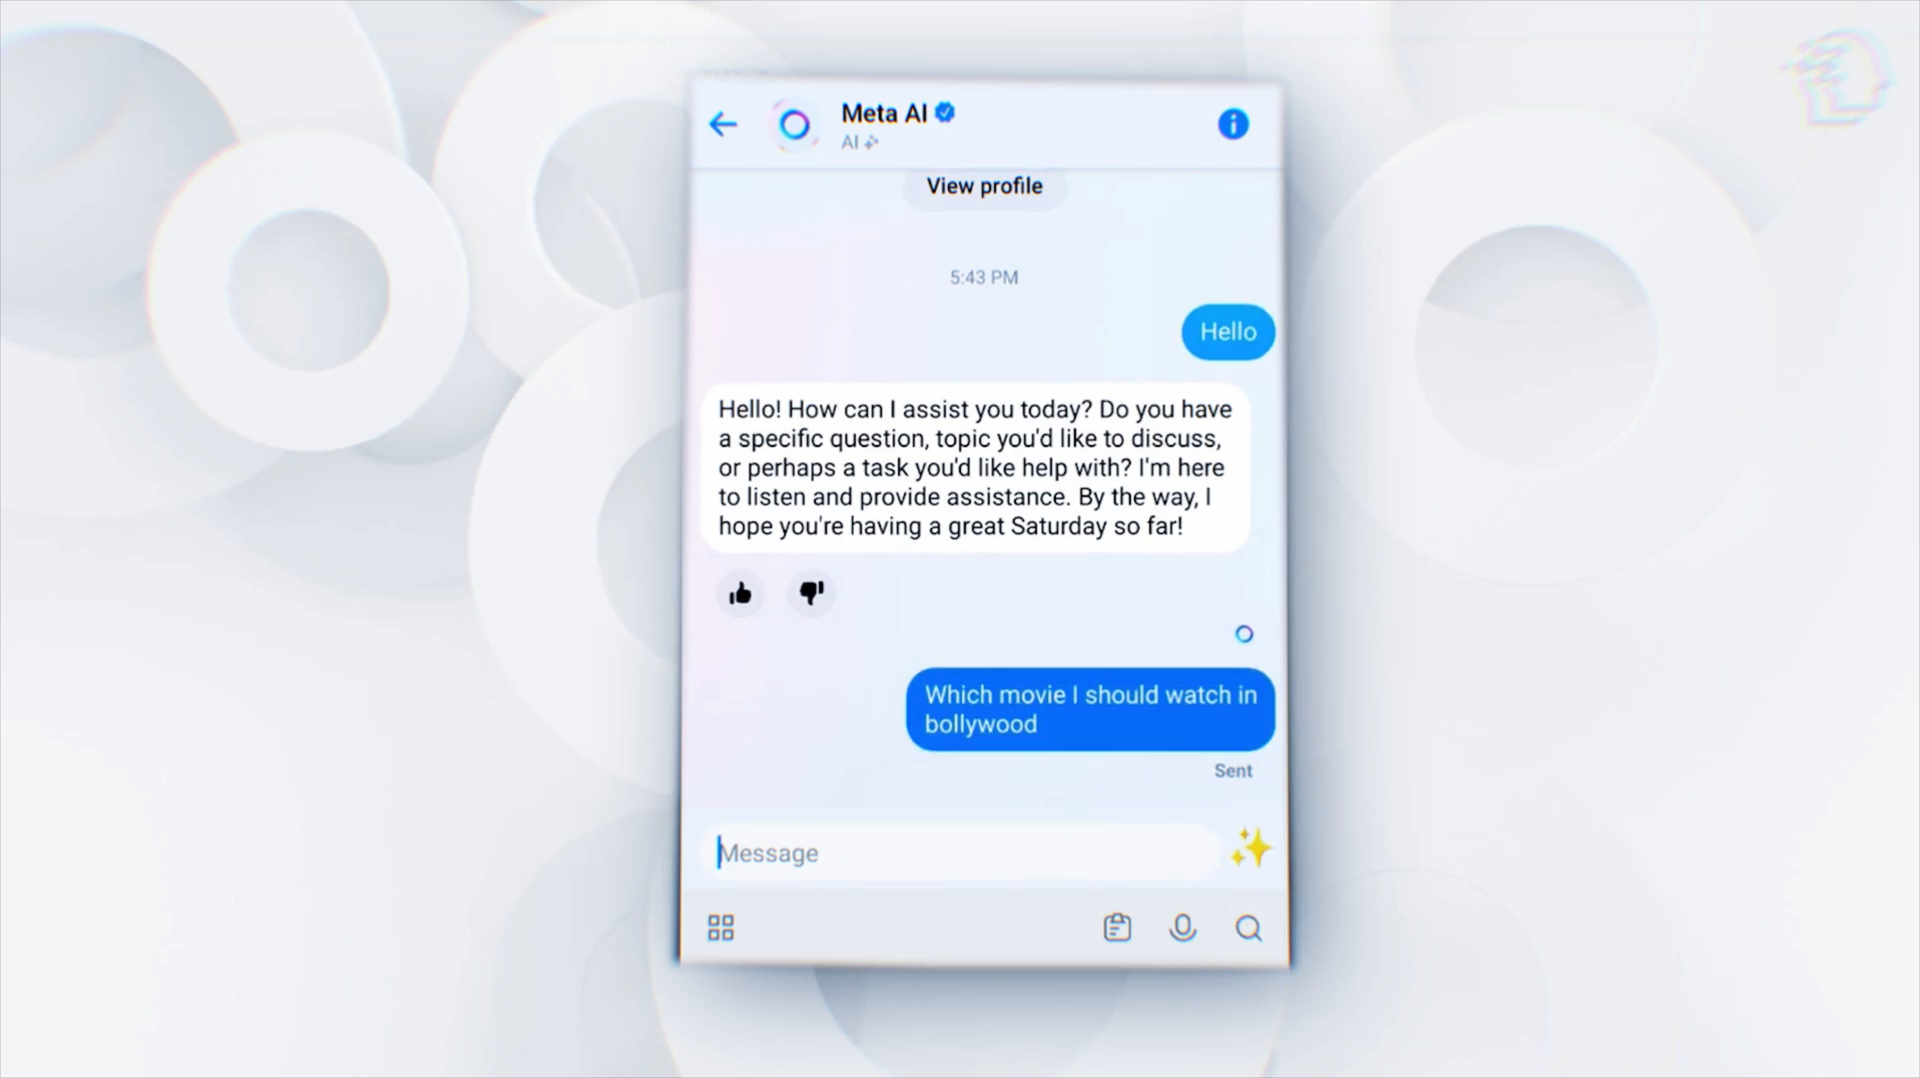 Meta AI
AI
View profile
5:43 PM
Hello
Hello! How can I assist you today? Do you have
a specific question, topic you'd like to discuss,
or perhaps a task you'd like help with? I'm here
to listen and provide assistance. By the way, I
hope you're having a great Saturday so far!
Which movie I should watch in
bollywood
Sent
Message